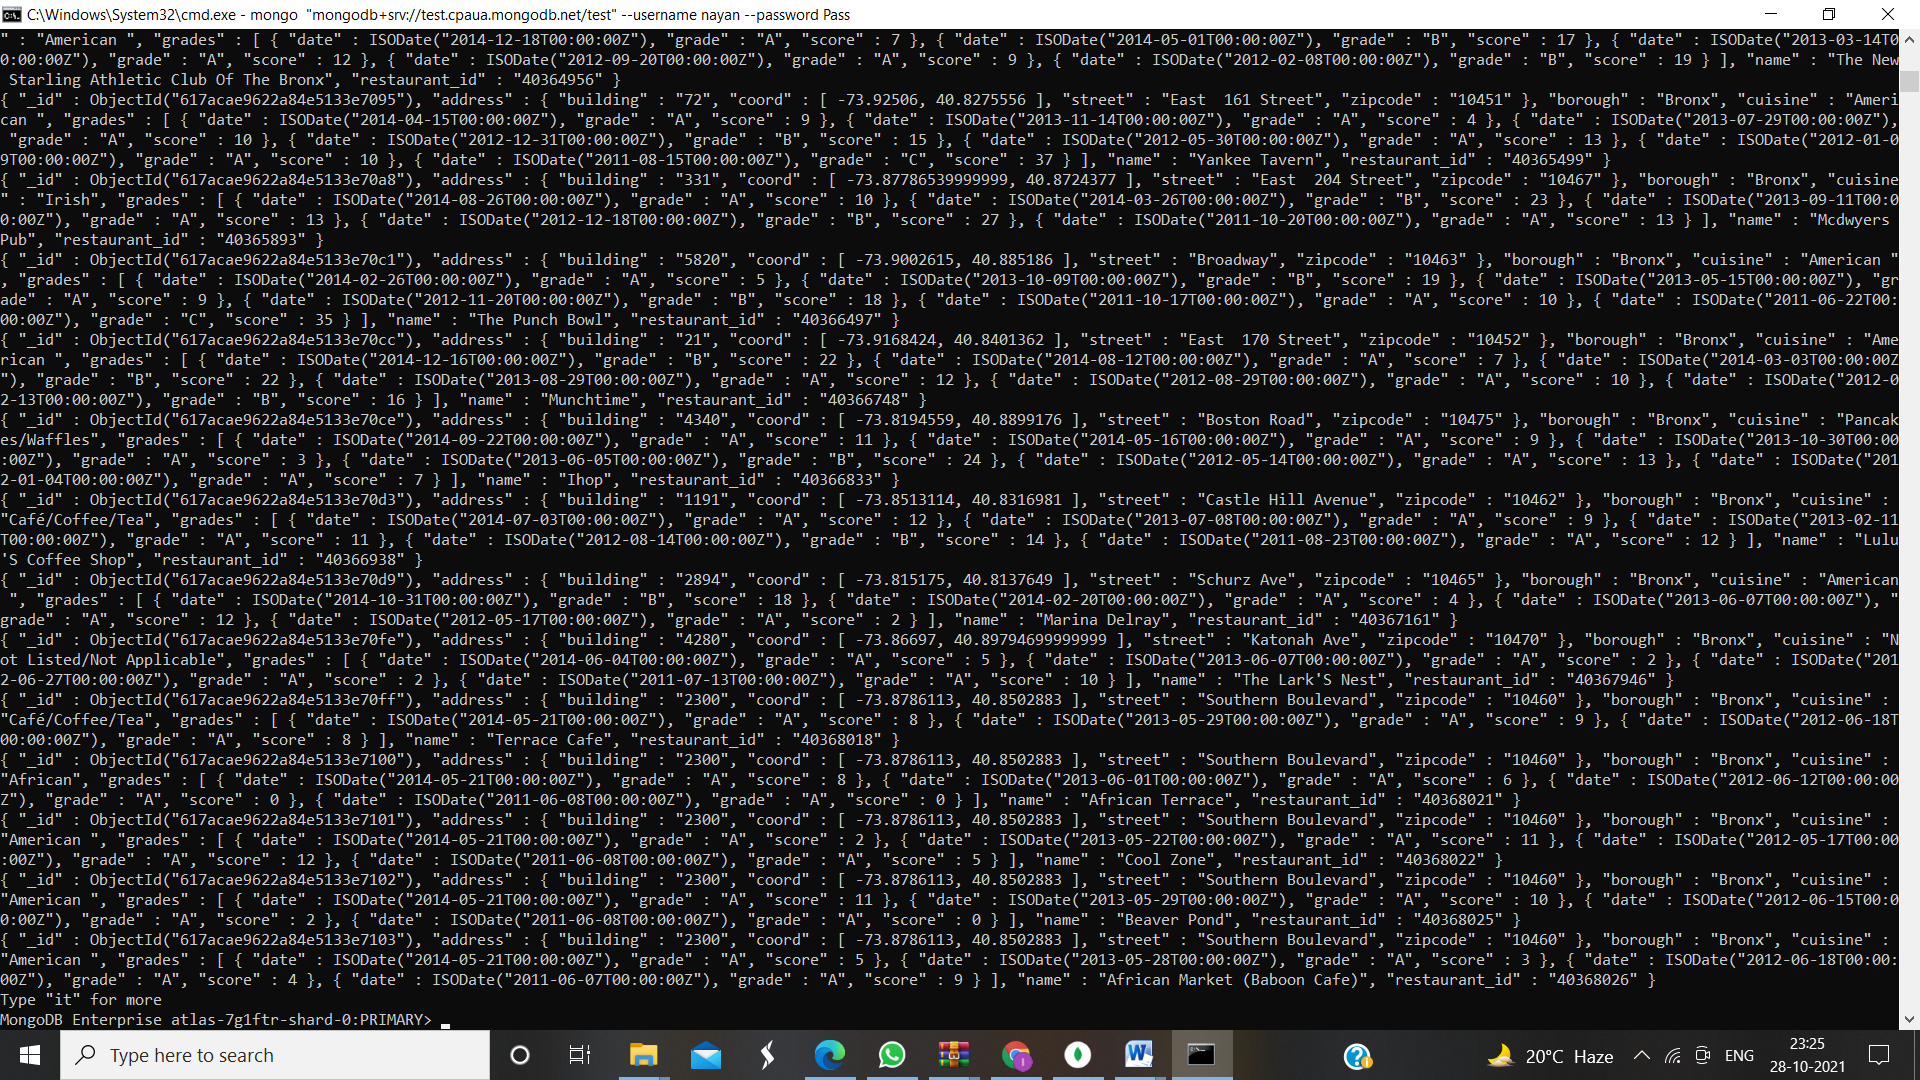 C:\Windows\System32\cmd.exe - mongo  "mongodb+srv://test.cpaua.mongodb.net/test" --username nayan --password Pass
" : "American ", "grades" : [ { "date" : ISODate("2014-12-18T00:00:00Z"), "grade" : "A", "score" : 7 }, { "date" : ISODate("2014-05-01T00:00:00Z"), "grade" : "B", "score" : 17 }, { "date" : ISODate("2013-03-14T0
0:00:00Z"), "grade" : "A", "score" : 12 }, { "date" : ISODate("2012-09-20T00:00:00Z"), "grade" : "A", "score" : 9 }, { "date" : ISODate("2012-02-08T00:00:00Z"), "grade" : "B", "score" : 19 } ], "name" : "The New
 Starling Athletic Club Of The Bronx", "restaurant_id" : "40364956" }
{ "_id" : ObjectId("617acae9622a84e5133e7095"), "address" : { "building" : "72", "coord" : [ -73.92506, 40.8275556 ], "street" : "East  161 Street", "zipcode" : "10451" }, "borough" : "Bronx", "cuisine" : "Ameri
can ", "grades" : [ { "date" : ISODate("2014-04-15T00:00:00Z"), "grade" : "A", "score" : 9 }, { "date" : ISODate("2013-11-14T00:00:00Z"), "grade" : "A", "score" : 4 }, { "date" : ISODate("2013-07-29T00:00:00Z"),
 "grade" : "A", "score" : 10 }, { "date" : ISODate("2012-12-31T00:00:00Z"), "grade" : "B", "score" : 15 }, { "date" : ISODate("2012-05-30T00:00:00Z"), "grade" : "A", "score" : 13 }, { "date" : ISODate("2012-01-0
9T00:00:00Z"), "grade" : "A", "score" : 10 }, { "date" : ISODate("2011-08-15T00:00:00Z"), "grade" : "C", "score" : 37 } ], "name" : "Yankee Tavern", "restaurant_id" : "40365499" }
{ "_id" : ObjectId("617acae9622a84e5133e70a8"), "address" : { "building" : "331", "coord" : [ -73.87786539999999, 40.8724377 ], "street" : "East  204 Street", "zipcode" : "10467" }, "borough" : "Bronx", "cuisine
" : "Irish", "grades" : [ { "date" : ISODate("2014-08-26T00:00:00Z"), "grade" : "A", "score" : 10 }, { "date" : ISODate("2014-03-26T00:00:00Z"), "grade" : "B", "score" : 23 }, { "date" : ISODate("2013-09-11T00:0
0:00Z"), "grade" : "A", "score" : 13 }, { "date" : ISODate("2012-12-18T00:00:00Z"), "grade" : "B", "score" : 27 }, { "date" : ISODate("2011-10-20T00:00:00Z"), "grade" : "A", "score" : 13 } ], "name" : "Mcdwyers
Pub", "restaurant_id" : "40365893" }
{ "_id" : ObjectId("617acae9622a84e5133e70c1"), "address" : { "building" : "5820", "coord" : [ -73.9002615, 40.885186 ], "street" : "Broadway", "zipcode" : "10463" }, "borough" : "Bronx", "cuisine" : "American "
, "grades" : [ { "date" : ISODate("2014-02-26T00:00:00Z"), "grade" : "A", "score" : 5 }, { "date" : ISODate("2013-10-09T00:00:00Z"), "grade" : "B", "score" : 19 }, { "date" : ISODate("2013-05-15T00:00:00Z"), "gr
ade" : "A", "score" : 9 }, { "date" : ISODate("2012-11-20T00:00:00Z"), "grade" : "B", "score" : 18 }, { "date" : ISODate("2011-10-17T00:00:00Z"), "grade" : "A", "score" : 10 }, { "date" : ISODate("2011-06-22T00:
00:00Z"), "grade" : "C", "score" : 35 } ], "name" : "The Punch Bowl", "restaurant_id" : "40366497" }
{ "_id" : ObjectId("617acae9622a84e5133e70cc"), "address" : { "building" : "21", "coord" : [ -73.9168424, 40.8401362 ], "street" : "East  170 Street", "zipcode" : "10452" }, "borough" : "Bronx", "cuisine" : "Ame
rican ", "grades" : [ { "date" : ISODate("2014-12-16T00:00:00Z"), "grade" : "B", "score" : 22 }, { "date" : ISODate("2014-08-12T00:00:00Z"), "grade" : "A", "score" : 7 }, { "date" : ISODate("2014-03-03T00:00:00Z
"), "grade" : "B", "score" : 22 }, { "date" : ISODate("2013-08-29T00:00:00Z"), "grade" : "A", "score" : 12 }, { "date" : ISODate("2012-08-29T00:00:00Z"), "grade" : "A", "score" : 10 }, { "date" : ISODate("2012-0
2-13T00:00:00Z"), "grade" : "B", "score" : 16 } ], "name" : "Munchtime", "restaurant_id" : "40366748" }
{ "_id" : ObjectId("617acae9622a84e5133e70ce"), "address" : { "building" : "4340", "coord" : [ -73.8194559, 40.8899176 ], "street" : "Boston Road", "zipcode" : "10475" }, "borough" : "Bronx", "cuisine" : "Pancak
es/Waffles", "grades" : [ { "date" : ISODate("2014-09-22T00:00:00Z"), "grade" : "A", "score" : 11 }, { "date" : ISODate("2014-05-16T00:00:00Z"), "grade" : "A", "score" : 9 }, { "date" : ISODate("2013-10-30T00:00
:00Z"), "grade" : "A", "score" : 3 }, { "date" : ISODate("2013-06-05T00:00:00Z"), "grade" : "B", "score" : 24 }, { "date" : ISODate("2012-05-14T00:00:00Z"), "grade" : "A", "score" : 13 }, { "date" : ISODate("201
2-01-04T00:00:00Z"), "grade" : "A", "score" : 7 } ], "name" : "Ihop", "restaurant_id" : "40366833" }
{ "_id" : ObjectId("617acae9622a84e5133e70d3"), "address" : { "building" : "1191", "coord" : [ -73.8513114, 40.8316981 ], "street" : "Castle Hill Avenue", "zipcode" : "10462" }, "borough" : "Bronx", "cuisine" :
"Café/Coffee/Tea", "grades" : [ { "date" : ISODate("2014-07-03T00:00:00Z"), "grade" : "A", "score" : 12 }, { "date" : ISODate("2013-07-08T00:00:00Z"), "grade" : "A", "score" : 9 }, { "date" : ISODate("2013-02-11
T00:00:00Z"), "grade" : "A", "score" : 11 }, { "date" : ISODate("2012-08-14T00:00:00Z"), "grade" : "B", "score" : 14 }, { "date" : ISODate("2011-08-23T00:00:00Z"), "grade" : "A", "score" : 12 } ], "name" : "Lulu
'S Coffee Shop", "restaurant_id" : "40366938" }
{ "_id" : ObjectId("617acae9622a84e5133e70d9"), "address" : { "building" : "2894", "coord" : [ -73.815175, 40.8137649 ], "street" : "Schurz Ave", "zipcode" : "10465" }, "borough" : "Bronx", "cuisine" : "American
 ", "grades" : [ { "date" : ISODate("2014-10-31T00:00:00Z"), "grade" : "B", "score" : 18 }, { "date" : ISODate("2014-02-20T00:00:00Z"), "grade" : "A", "score" : 4 }, { "date" : ISODate("2013-06-07T00:00:00Z"), "
grade" : "A", "score" : 12 }, { "date" : ISODate("2012-05-17T00:00:00Z"), "grade" : "A", "score" : 2 } ], "name" : "Marina Delray", "restaurant_id" : "40367161" }
{ "_id" : ObjectId("617acae9622a84e5133e70fe"), "address" : { "building" : "4280", "coord" : [ -73.86697, 40.89794699999999 ], "street" : "Katonah Ave", "zipcode" : "10470" }, "borough" : "Bronx", "cuisine" : "N
ot Listed/Not Applicable", "grades" : [ { "date" : ISODate("2014-06-04T00:00:00Z"), "grade" : "A", "score" : 5 }, { "date" : ISODate("2013-06-07T00:00:00Z"), "grade" : "A", "score" : 2 }, { "date" : ISODate("201
2-06-27T00:00:00Z"), "grade" : "A", "score" : 2 }, { "date" : ISODate("2011-07-13T00:00:00Z"), "grade" : "A", "score" : 10 } ], "name" : "The Lark'S Nest", "restaurant_id" : "40367946" }
{ "_id" : ObjectId("617acae9622a84e5133e70ff"), "address" : { "building" : "2300", "coord" : [ -73.8786113, 40.8502883 ], "street" : "Southern Boulevard", "zipcode" : "10460" }, "borough" : "Bronx", "cuisine" :
"Café/Coffee/Tea", "grades" : [ { "date" : ISODate("2014-05-21T00:00:00Z"), "grade" : "A", "score" : 8 }, { "date" : ISODate("2013-05-29T00:00:00Z"), "grade" : "A", "score" : 9 }, { "date" : ISODate("2012-06-18T
00:00:00Z"), "grade" : "A", "score" : 8 } ], "name" : "Terrace Cafe", "restaurant_id" : "40368018" }
{ "_id" : ObjectId("617acae9622a84e5133e7100"), "address" : { "building" : "2300", "coord" : [ -73.8786113, 40.8502883 ], "street" : "Southern Boulevard", "zipcode" : "10460" }, "borough" : "Bronx", "cuisine" :
"African", "grades" : [ { "date" : ISODate("2014-05-21T00:00:00Z"), "grade" : "A", "score" : 8 }, { "date" : ISODate("2013-06-01T00:00:00Z"), "grade" : "A", "score" : 6 }, { "date" : ISODate("2012-06-12T00:00:00
Z"), "grade" : "A", "score" : 0 }, { "date" : ISODate("2011-06-08T00:00:00Z"), "grade" : "A", "score" : 0 } ], "name" : "African Terrace", "restaurant_id" : "40368021" }
{ "_id" : ObjectId("617acae9622a84e5133e7101"), "address" : { "building" : "2300", "coord" : [ -73.8786113, 40.8502883 ], "street" : "Southern Boulevard", "zipcode" : "10460" }, "borough" : "Bronx", "cuisine" :
"American ", "grades" : [ { "date" : ISODate("2014-05-21T00:00:00Z"), "grade" : "A", "score" : 2 }, { "date" : ISODate("2013-05-22T00:00:00Z"), "grade" : "A", "score" : 11 }, { "date" : ISODate("2012-05-17T00:00
:00Z"), "grade" : "A", "score" : 12 }, { "date" : ISODate("2011-06-08T00:00:00Z"), "grade" : "A", "score" : 5 } ], "name" : "Cool Zone", "restaurant_id" : "40368022" }
{ "_id" : ObjectId("617acae9622a84e5133e7102"), "address" : { "building" : "2300", "coord" : [ -73.8786113, 40.8502883 ], "street" : "Southern Boulevard", "zipcode" : "10460" }, "borough" : "Bronx", "cuisine" :
"American ", "grades" : [ { "date" : ISODate("2014-05-21T00:00:00Z"), "grade" : "A", "score" : 11 }, { "date" : ISODate("2013-05-29T00:00:00Z"), "grade" : "A", "score" : 10 }, { "date" : ISODate("2012-06-15T00:0
0:00Z"), "grade" : "A", "score" : 2 }, { "date" : ISODate("2011-06-08T00:00:00Z"), "grade" : "A", "score" : 0 } ], "name" : "Beaver Pond", "restaurant_id" : "40368025" }
{ "_id" : ObjectId("617acae9622a84e5133e7103"), "address" : { "building" : "2300", "coord" : [ -73.8786113, 40.8502883 ], "street" : "Southern Boulevard", "zipcode" : "10460" }, "borough" : "Bronx", "cuisine" :
"American ", "grades" : [ { "date" : ISODate("2014-05-21T00:00:00Z"), "grade" : "A", "score" : 5 }, { "date" : ISODate("2013-05-28T00:00:00Z"), "grade" : "A", "score" : 3 }, { "date" : ISODate("2012-06-18T00:00:
00Z"), "grade" : "A", "score" : 4 }, { "date" : ISODate("2011-06-07T00:00:00Z"), "grade" : "A", "score" : 9 } ], "name" : "African Market (Baboon Cafe)", "restaurant_id" : "40368026" }
Type "it" for more
MongoDB Enterprise atlas-7g1ftr-shard-0:PRIMARY>
Type here to search
20°C Haze
ENG
23:25
28-10-2021